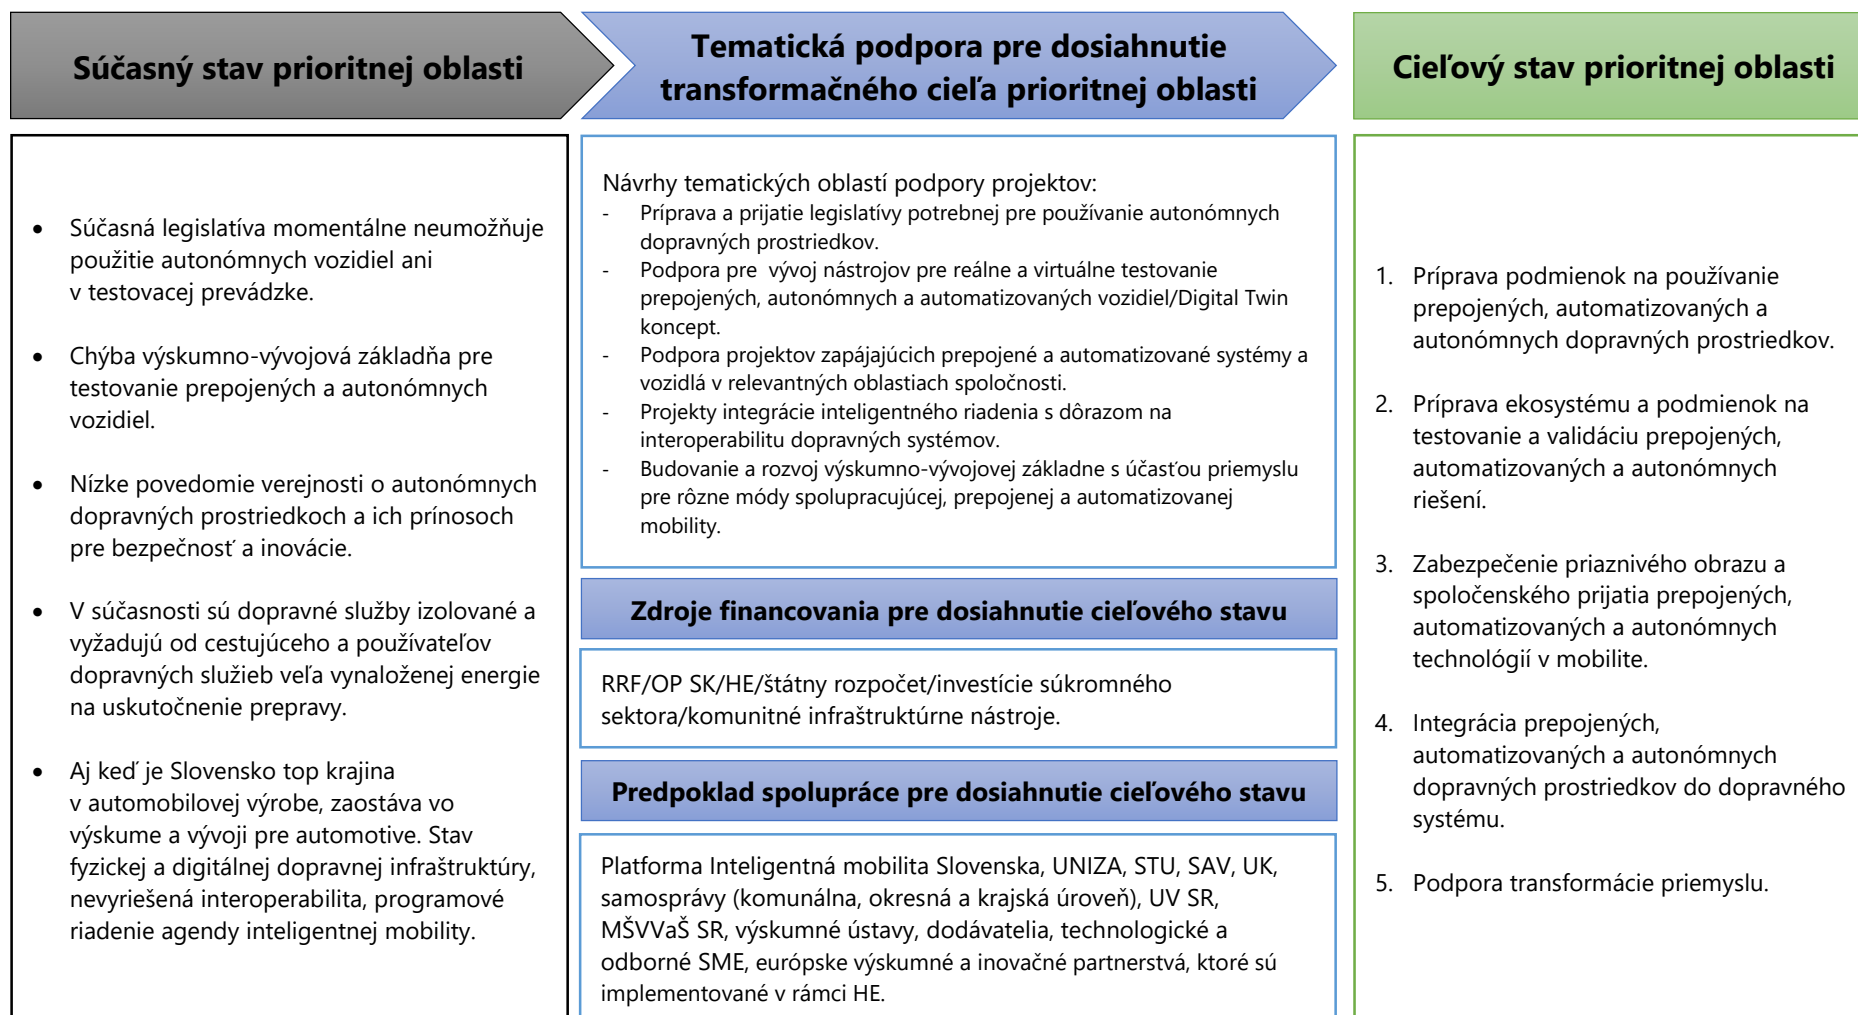 Súčasný stav prioritnej oblasti
Tematická podpora pre dosiahnutie
transformačného cieľa prioritnej oblasti
Cieľový stav prioritnej oblasti
• Súčasná legislatíva momentálne neumožňuje
použitie autonómnych vozidiel ani
v testovacej prevádzke.
• Chýba výskumno-vývojová základňa pre
testovanie prepojených a autonómnych
vozidiel.
• Nízke povedomie verejnosti o autonómnych
dopravných prostriedkoch a ich prínosoch
pre bezpečnosť a inovácie.
• V súčasnosti sú dopravné služby izolované a
vyžadujú od cestujúceho a používateľov
dopravných služieb veľa vynaloženej energie
na uskutočnenie prepravy.
• Aj keď je Slovensko top krajina
v automobilovej výrobe, zaostáva vo
výskume a vývoji pre automotive. Stav
fyzickej a digitálnej dopravnej infraštruktúry,
nevyriešená interoperabilita, programové
riadenie agendy inteligentnej mobility.
Návrhy tematických oblastí podpory projektov:
- Príprava a prijatie legislatívy potrebnej pre používanie autonómnych
dopravných prostriedkov.
- Podpora pre  vývoj nástrojov pre reálne a virtuálne testovanie
prepojených, autonómnych a automatizovaných vozidiel/Digital Twin
koncept.
- Podpora projektov zapájajúcich prepojené a automatizované systémy a
vozidlá v relevantných oblastiach spoločnosti.
- Projekty integrácie inteligentného riadenia s dôrazom na
interoperabilitu dopravných systémov.
- Budovanie a rozvoj výskumno-vývojovej základne s účasťou priemyslu
pre rôzne módy spolupracujúcej, prepojenej a automatizovanej
mobility.
Zdroje financovania pre dosiahnutie cieľového stavu
RRF/OP SK/HE/štátny rozpočet/investície súkromného
sektora/komunitné infraštruktúrne nástroje.
Predpoklad spolupráce pre dosiahnutie cieľového stavu
Platforma Inteligentná mobilita Slovenska, UNIZA, STU, SAV, UK,
samosprávy (komunálna, okresná a krajská úroveň), UV SR,
MŠVVaŠ SR, výskumné ústavy, dodávatelia, technologické a
odborné SME, európske výskumné a inovačné partnerstvá, ktoré sú
implementované v rámci HE.
1. Príprava podmienok na používanie
prepojených, automatizovaných a
autonómnych dopravných prostriedkov.
2. Príprava ekosystému a podmienok na
testovanie a validáciu prepojených,
automatizovaných a autonómnych
riešení.
3. Zabezpečenie priaznivého obrazu a
spoločenského prijatia prepojených,
automatizovaných a autonómnych
technológií v mobilite.
4. Integrácia prepojených,
automatizovaných a autonómnych
dopravných prostriedkov do dopravného
systému.
5. Podpora transformácie priemyslu.